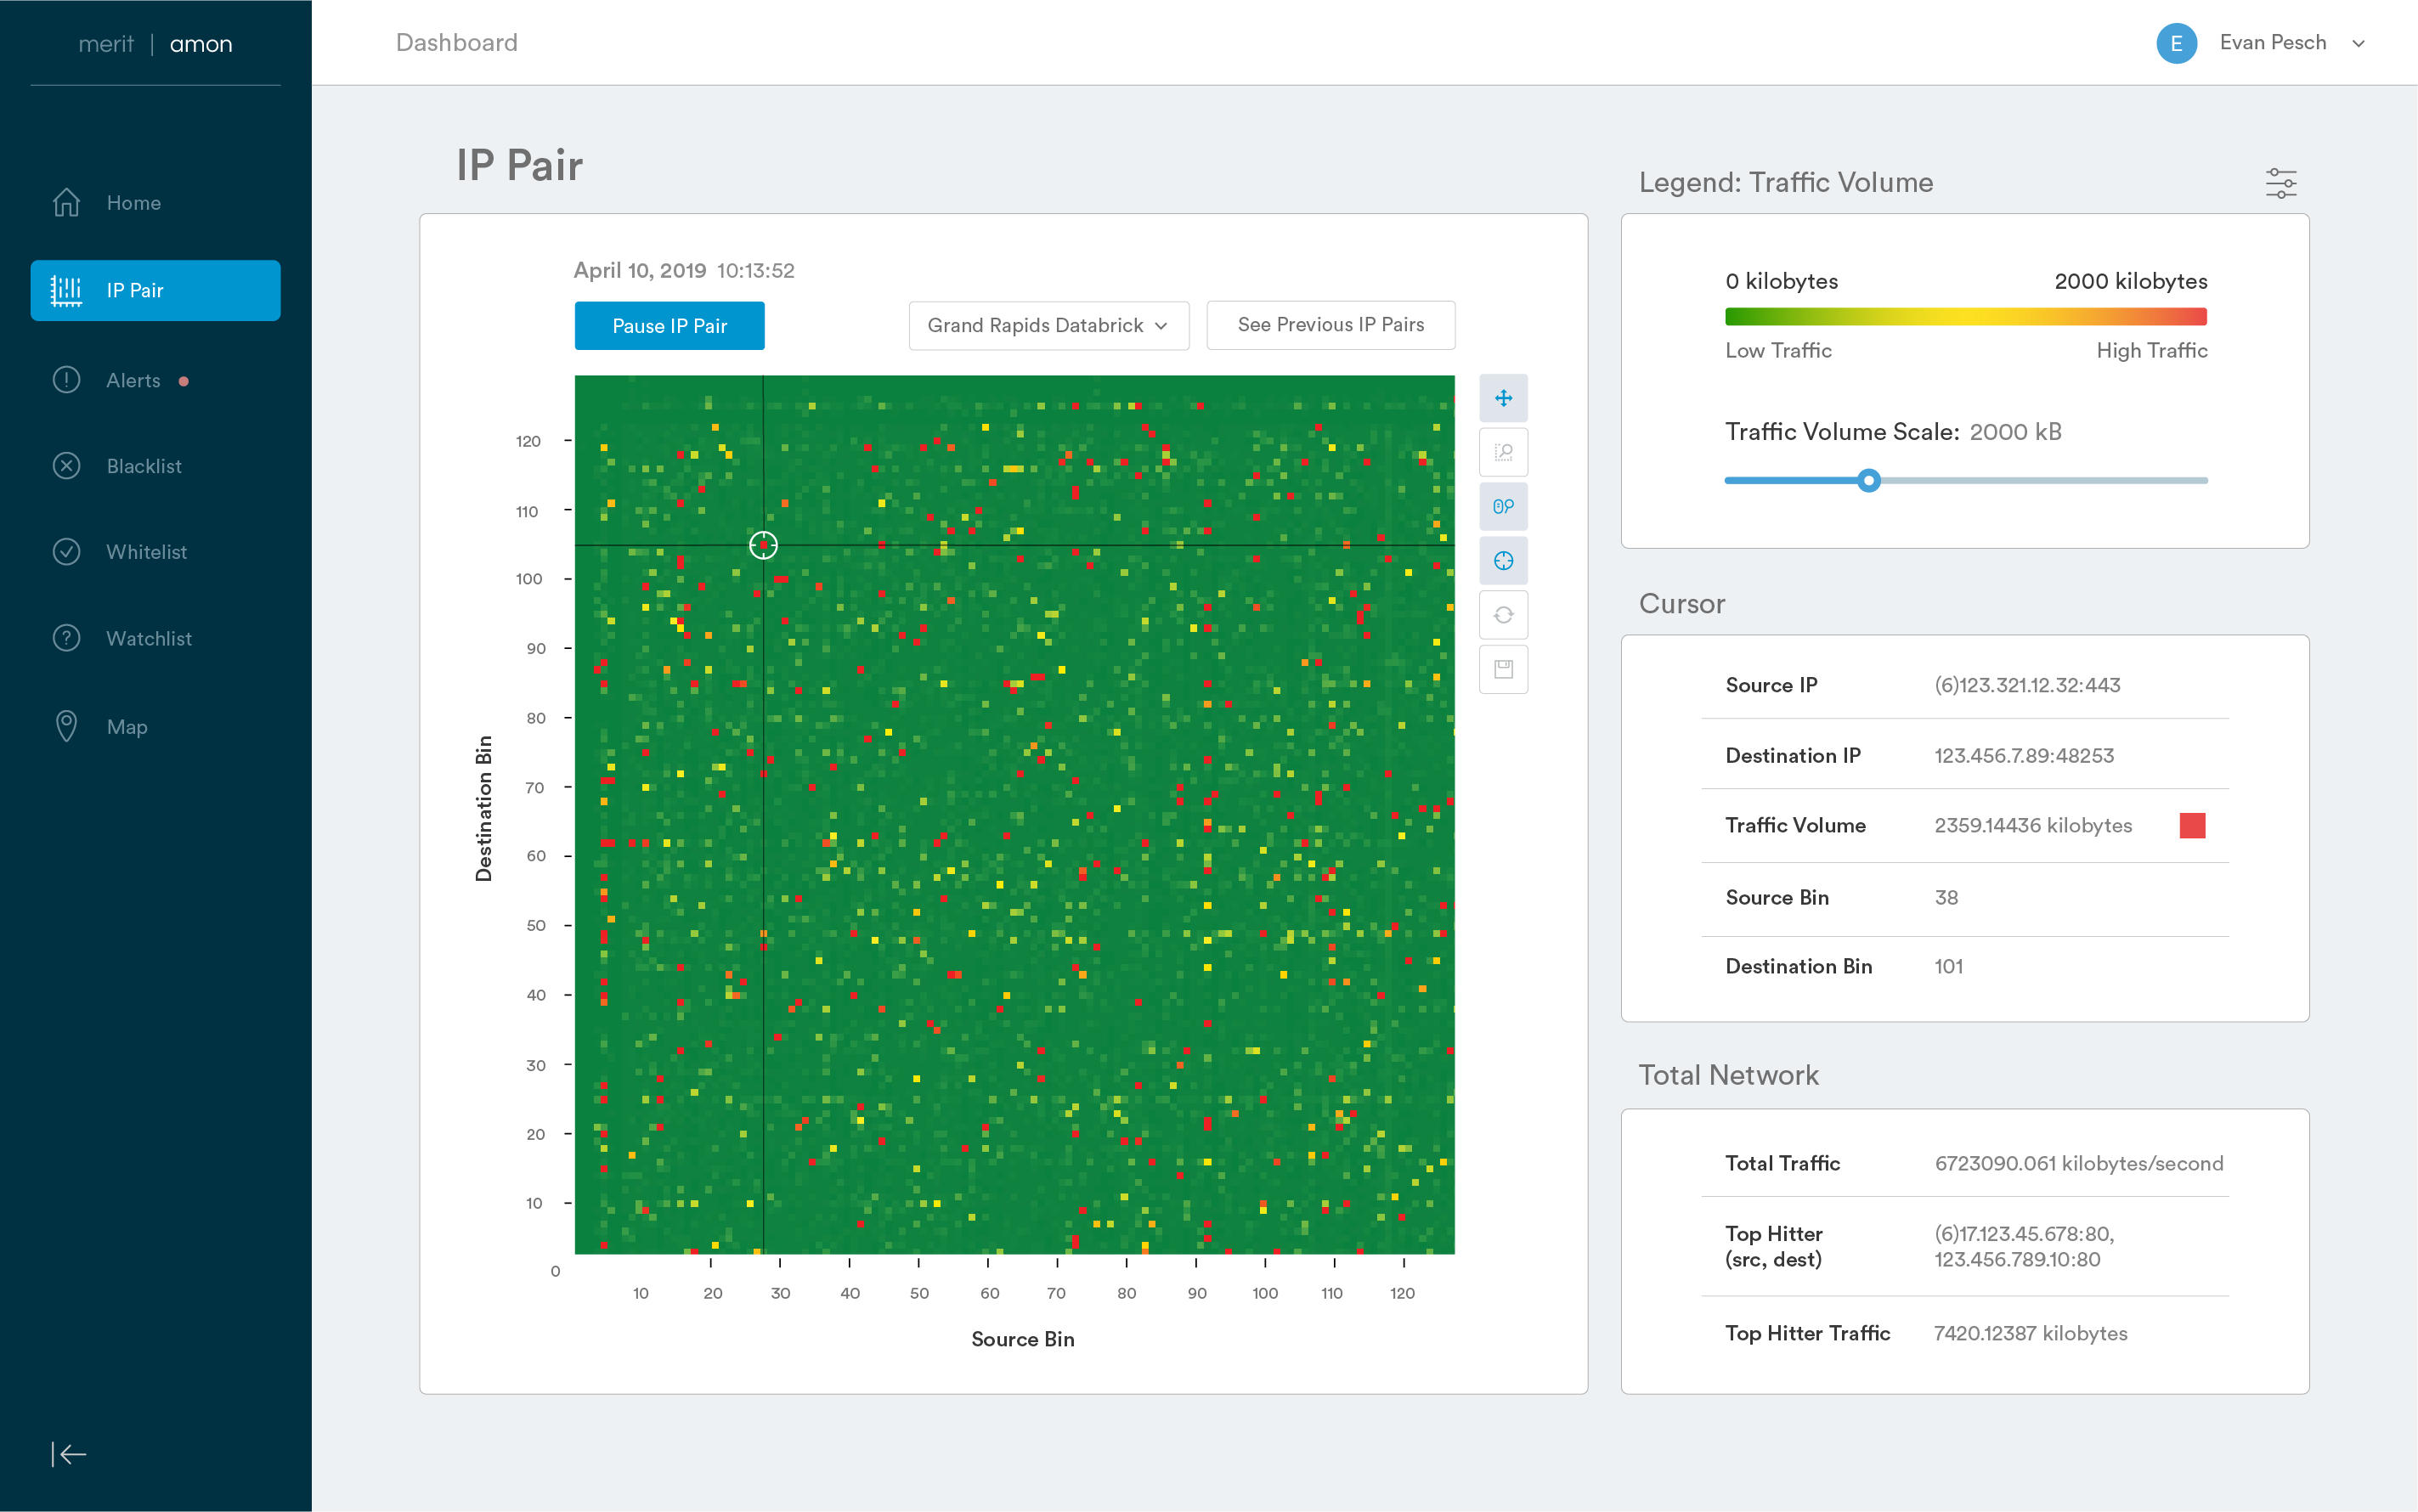 merit | amon
Dashboard
E
Evan Pesch
Home
IP Pair
Alerts
Blacklist
Whitelist
Watchlist
Map
IP Pair
April 10, 2019 10:13:52
Pause IP Pair
Grand Rapids Databrick
See Previous IP Pairs
Destination Bin
120
110
100
90
80
70
60
50
40
30
20
10
0
10 20 30 40 50 60 70 80 90 100 110 120
Source Bin
Legend: Traffic Volume
0 kilobytes 2000 kilobytes
Low Traffic High Traffic
Traffic Volume Scale: 2000 kB
Cursor
Source IP (6)123.321.12.32:443
Destination IP 123.456.7.89:48253
Traffic Volume 2359.14436 kilobytes
Source Bin 38
Destination Bin 101
Total Network
Total Traffic 6723090.061 kilobytes/second
Top Hitter (6)17.123.45.678:80,
(src, dest) 123.456.789.10:80
Top Hitter Traffic 7420.12387 kilobytes